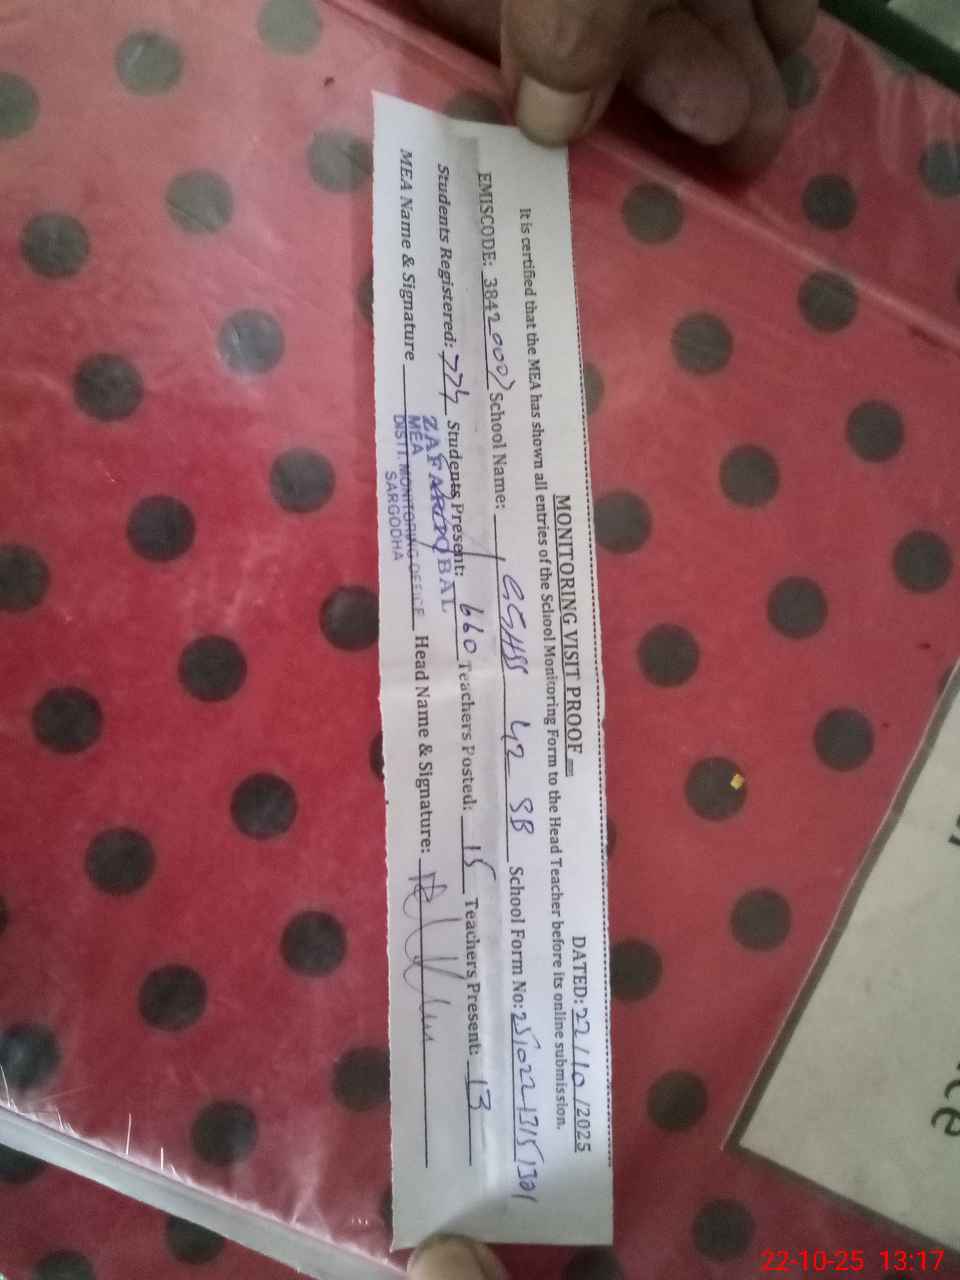 MONITORING VISIT PROOF
DATED: 22/10/2025
It is certified that the MEA has shown all entries of the School Monitoring Form to the Head Teacher before its online submission.
EMISCODE: 38420007 School Name: GGHSS 42 SB School Form No: 25102213151301
Students Registered: 774 Students Present: 660 Teachers Posted: 15 Teachers Present: 13
MEA Name & Signature Head Name & Signature:
ZAFAR IQBAL
MEA
DISTT. MONITORING OFFICE
SARGODHA
22-10-25 13:17